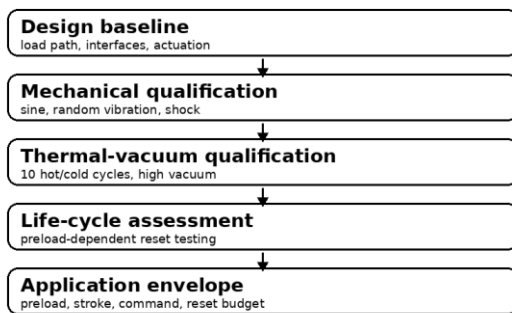 Design baseline
load path, interfaces, actuation
Mechanical qualification
sine, random vibration, shock
Thermal-vacuum qualification
10 hot/cold cycles, high vacuum
Life-cycle assessment
preload-dependent reset testing
Application envelope
preload, stroke, command, reset budget